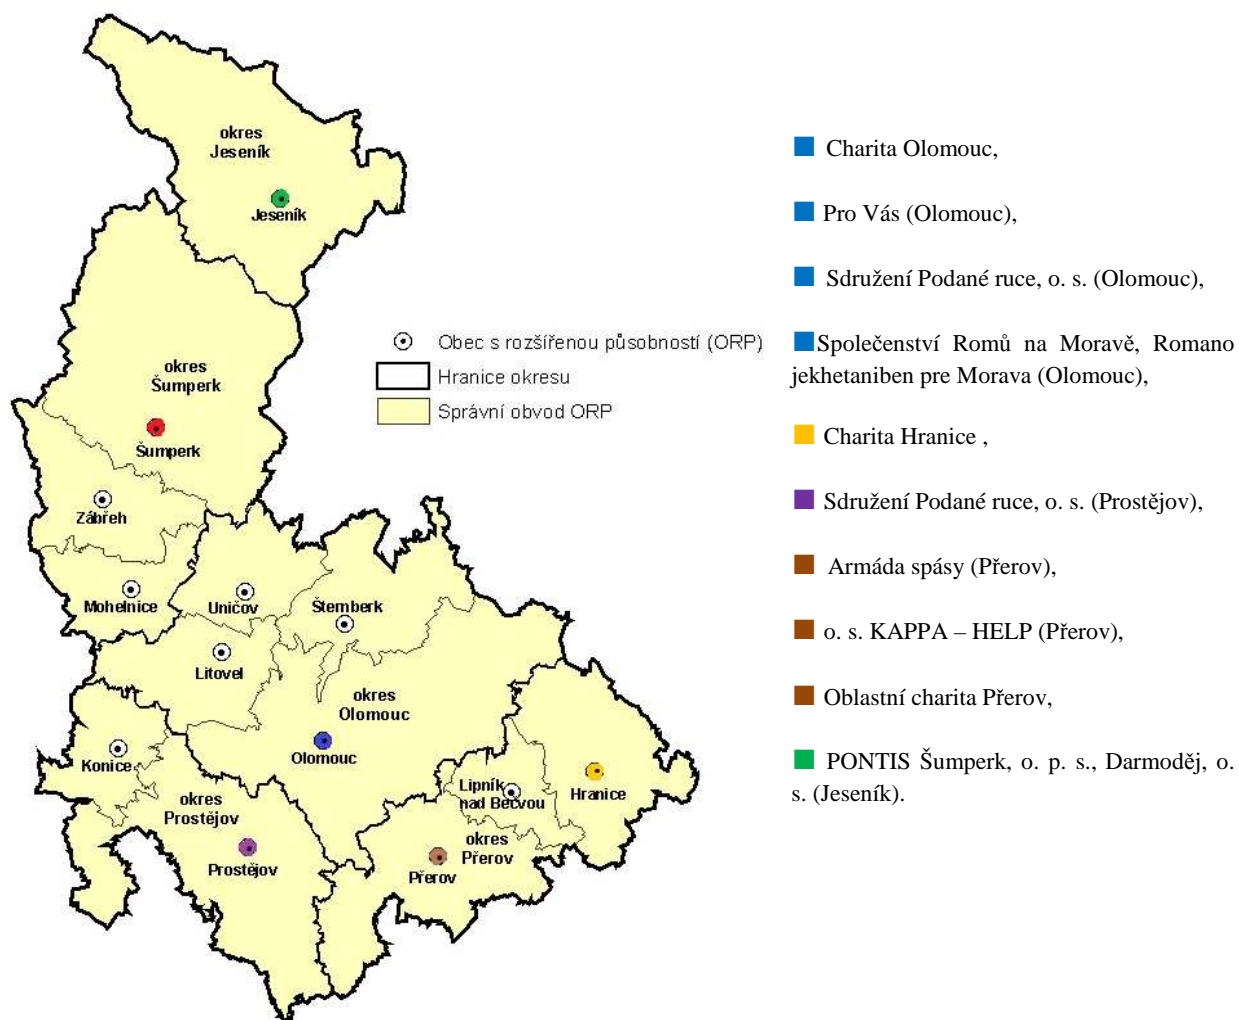 okres
Jeseník
Jeseník
okres
Šumperk
Šumperk
Zábřeh
Mohelnice
Uničov
Šternberk
Litovel
okres
Olomouc
Olomouc
Konice
okres
Prostějov
Prostějov
Lipník
nad Bečvou
Hranice
okres
Přerov
Přerov
Obec s rozšířenou působností (ORP)
Hranice okresu
Správní obvod ORP
Charita Olomouc,
Pro Vás (Olomouc),
Sdružení Podané ruce, o. s. (Olomouc),
Společenství Romů na Moravě, Romano
jekhetaniben pre Morava (Olomouc),
Charita Hranice ,
Sdružení Podané ruce, o. s. (Prostějov),
Armáda spásy (Přerov),
o. s. KAPPA – HELP (Přerov),
Oblastní charita Přerov,
PONTIS Šumperk, o. p. s., Darmoděj, o.
s. (Jeseník).